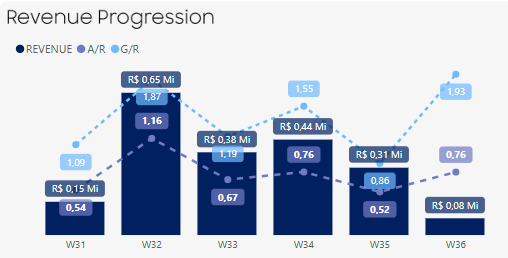 Revenue Progression
REVENUE A/R G/R
R$ 0,65 Mi
1,87
1,93
1,55
1,16
R$ 0,44 Mi
R$ 0,38 Mi
1,09
1,19
0,76
R$ 0,31 Mi
0,76
R$ 0,15 Mi
0,86
0,67
0,54
0,52
R$ 0,08 Mi
W31 W32 W33 W34 W35 W36